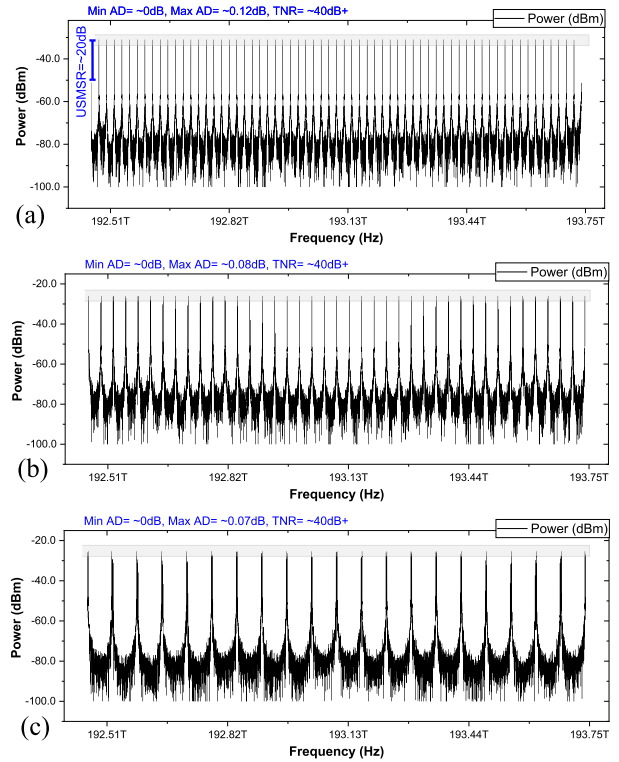 Min AD= ~0dB, Max AD= ~0.12dB, TNR= ~40dB+
Power (dBm)
USMSR=~20dB
Power (dBm)
-40.0
-60.0
-80.0
-100.0
192.51T 192.82T 193.13T 193.44T 193.75T
Frequency (Hz)
(a)
Min AD= ~0dB, Max AD= ~0.08dB, TNR= ~40dB+
Power (dBm)
Power (dBm)
-20.0
-40.0
-60.0
-80.0
-100.0
192.51T 192.82T 193.13T 193.44T 193.75T
Frequency (Hz)
(b)
Min AD= ~0dB, Max AD= ~0.07dB, TNR= ~40dB+
Power (dBm)
Power (dBm)
-20.0
-40.0
-60.0
-80.0
-100.0
192.51T 192.82T 193.13T 193.44T 193.75T
Frequency (Hz)
(c)